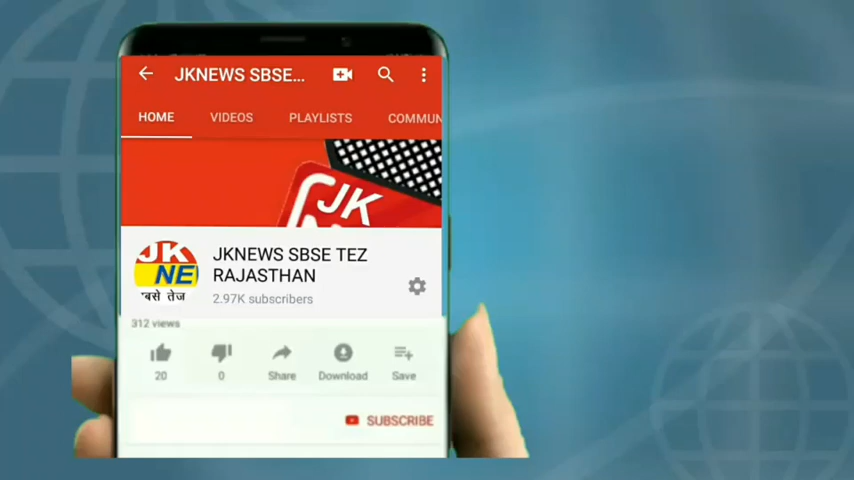 JKNEWS SBSE...
HOME VIDEOS PLAYLISTS COMMUN
JK
JKNEWS SBSE TEZ
RAJASTHAN
2.97K subscribers
JK
NE
बसे तेज
312 views
20 0 Share Download Save
SUBSCRIBE